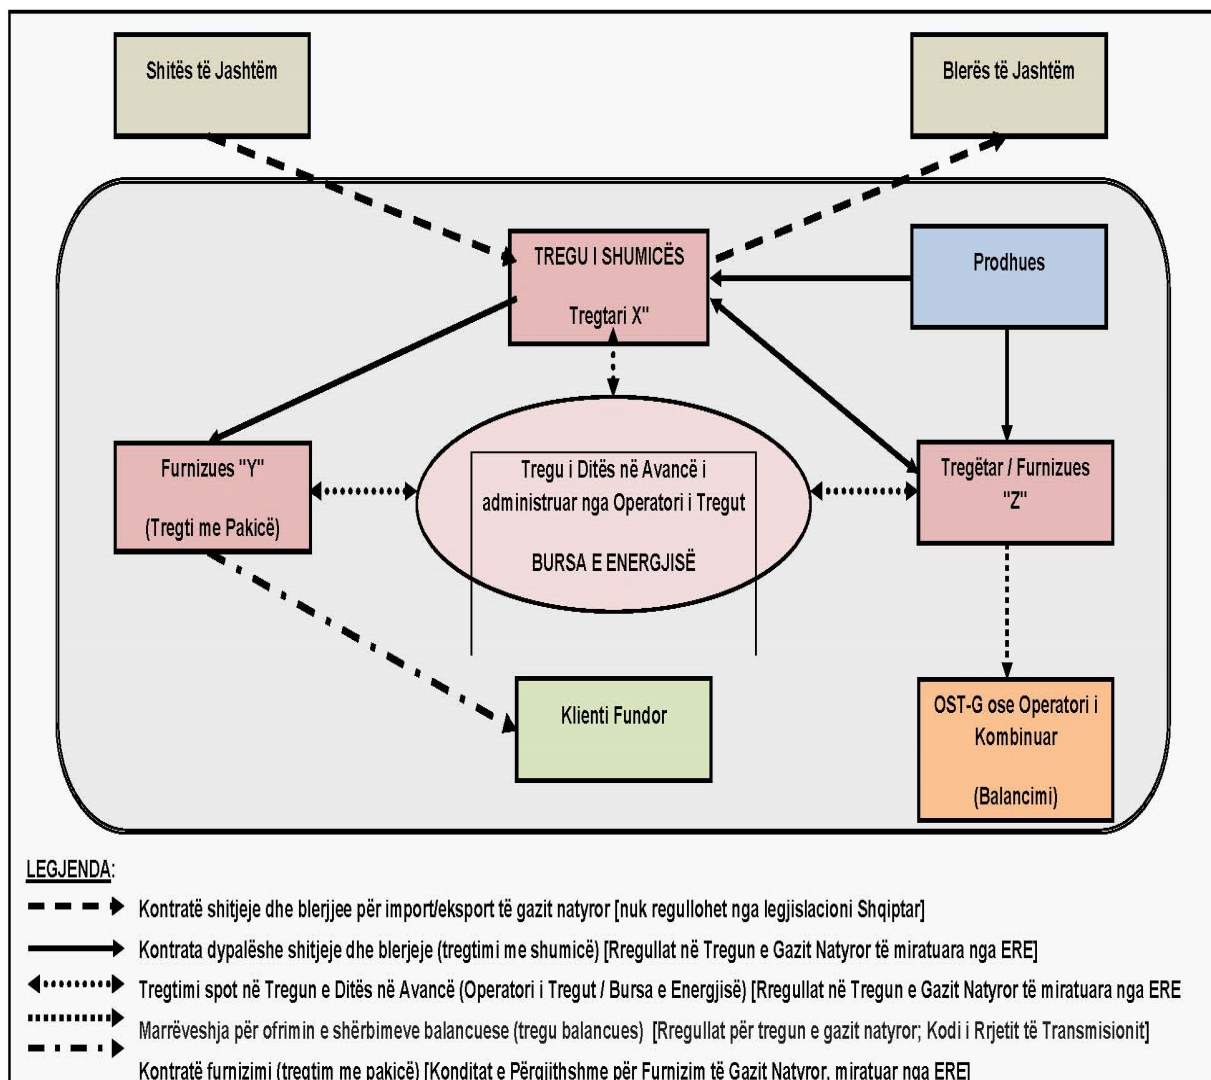 Shitës të Jashtëm
Blerës të Jashtëm
TREGU I SHUMICËS
Tregtari X"
Prodhues
Furnizues "Y"
(Tregti me Pakicë)
Tregu i Ditës në Avancë i
administruar nga Operatori i Tregut
BURSA E ENERGJISË
Tregëtar / Furnizues
"Z"
Klienti Fundor
OST-G ose Operatori i
Kombinuar
(Balancimi)
LEGJENDA:
Kontratë shitjeje dhe blerjjee për import/eksport të gazit natyror [nuk regullohet nga legjislacioni Shqiptar]
Kontrata dypalëshe shitjeje dhe blerjeje (tregtimi me shumicë) [Rregullat në Tregun e Gazit Natyror të miratuara nga ERE]
Tregtimi spot në Tregun e Ditës në Avancë (Operatori i Tregut / Bursa e Energjisë) [Rregullat në Tregun e Gazit Natyror të miratuara nga ERE
Marrëveshja për ofrimin e shërbimeve balancuese (tregu balancues) [Rregullat për tregun e gazit natyror; Kodi i Rrjetit të Transmisionit]
Kontratë furnizimi (tregtim me pakicë) [Konditat e Përgjithshme për Furnizim të Gazit Natyror, miratuar nga ERE]